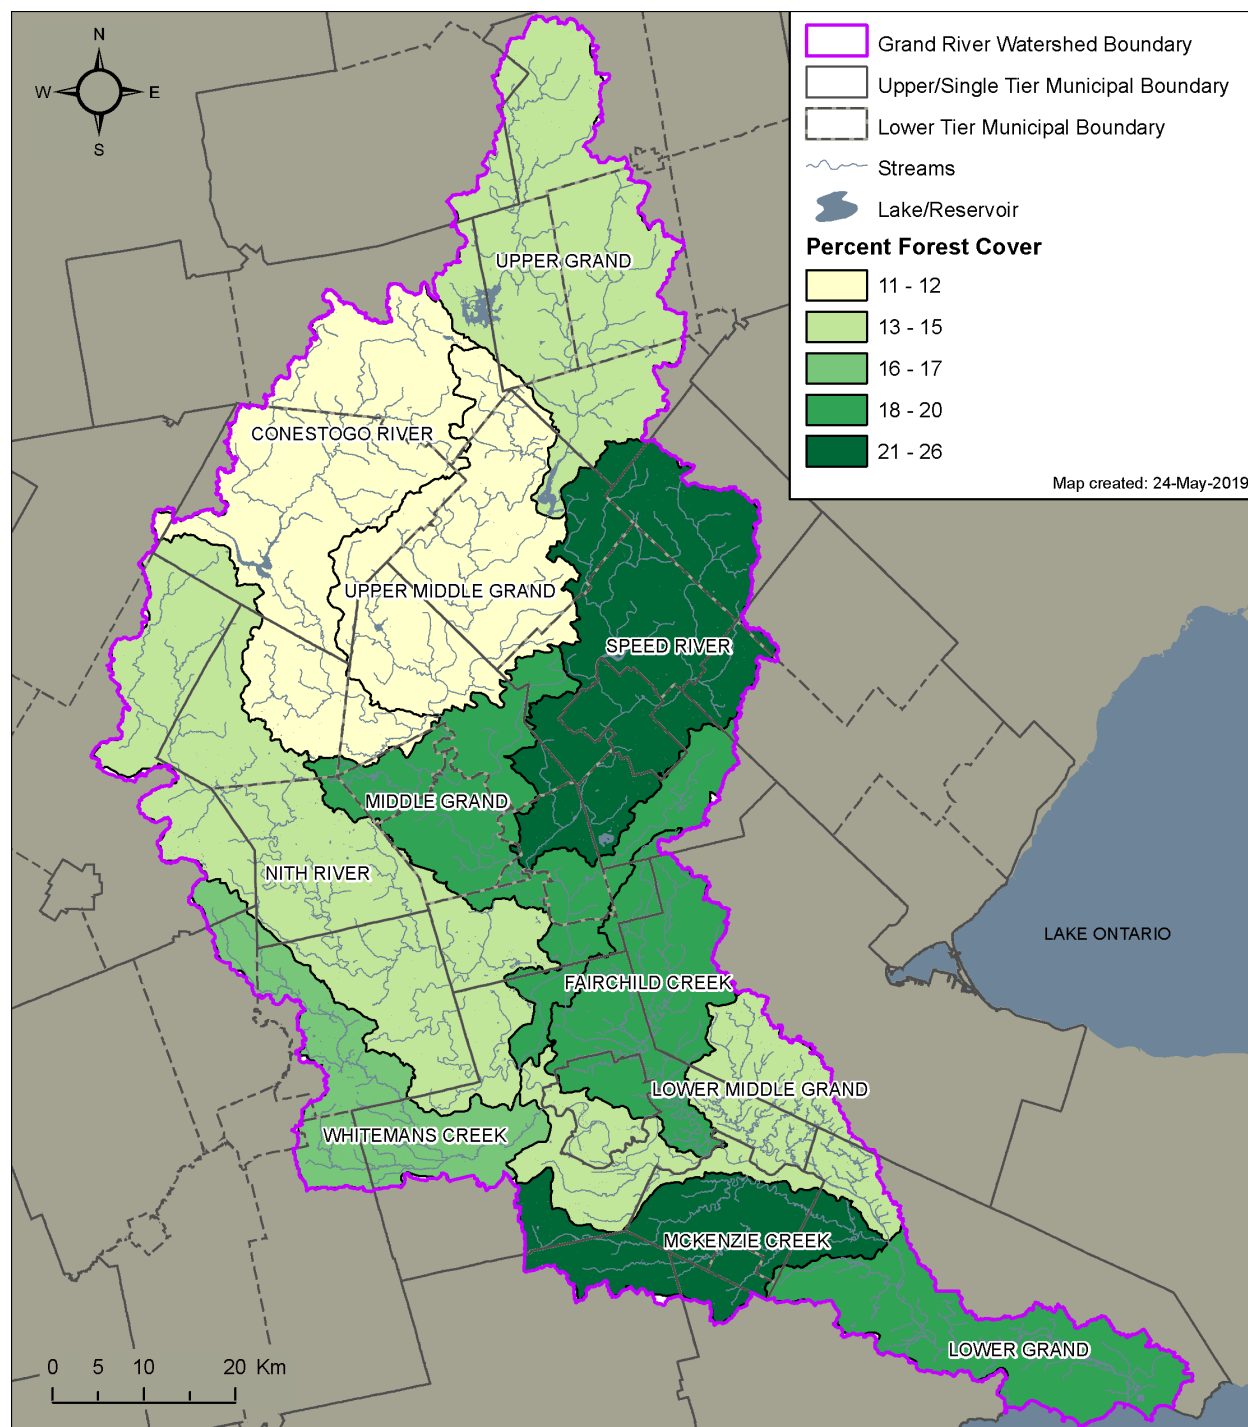 N
W E
S
Grand River Watershed Boundary
Upper/Single Tier Municipal Boundary
Lower Tier Municipal Boundary
Streams
Lake/Reservoir
Percent Forest Cover
11 - 12
13 - 15
16 - 17
18 - 20
21 - 26
Map created: 24-May-2019
UPPER GRAND
CONESTOGO RIVER
UPPER MIDDLE GRAND
SPEED RIVER
MIDDLE GRAND
NITH RIVER
LAKE ONTARIO
FAIRCHILD CREEK
LOWER MIDDLE GRAND
WHITEMANS CREEK
MCKENZIE CREEK
LOWER GRAND
0 5 10 20 Km